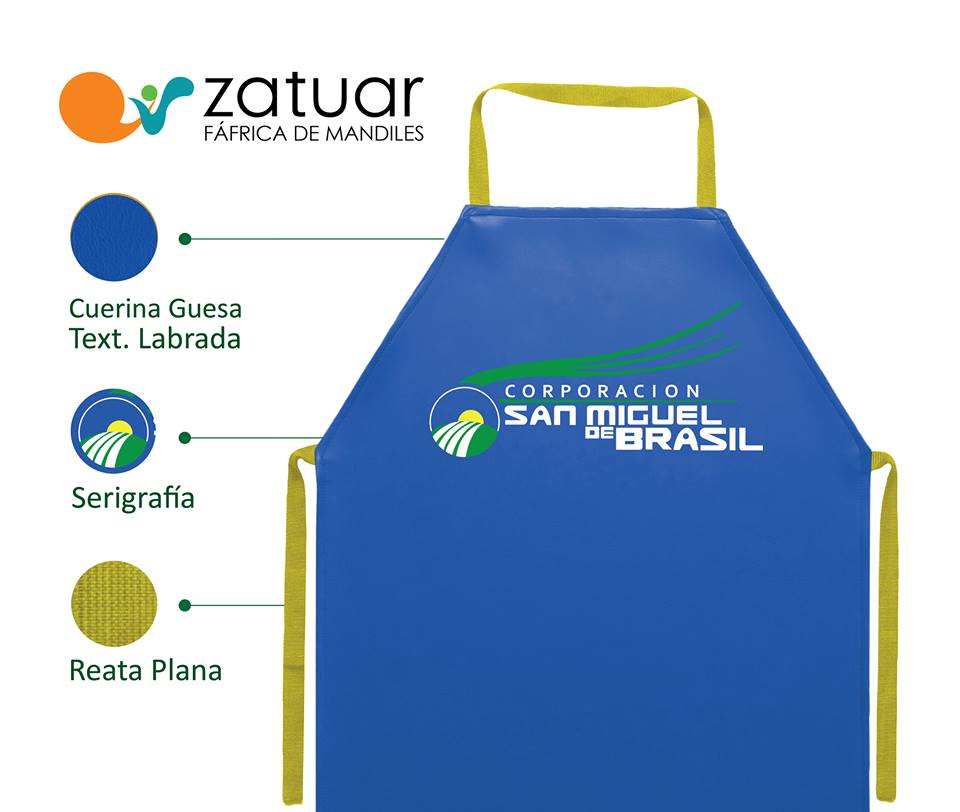 zatuar
FÁFRICA DE MANDILES
Cuerina Guesa
Text. Labrada
Serigrafía
Reata Plana
CORPORACION
SAN MIGUEL
DE BRASIL